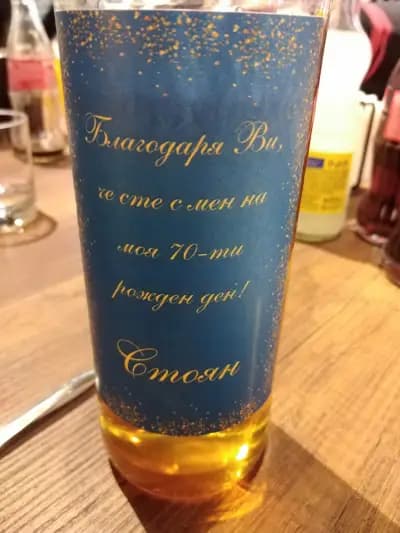 Благодаря Ви,
че сте с мен на
моя 70-ти
рожден ден!
Стоян